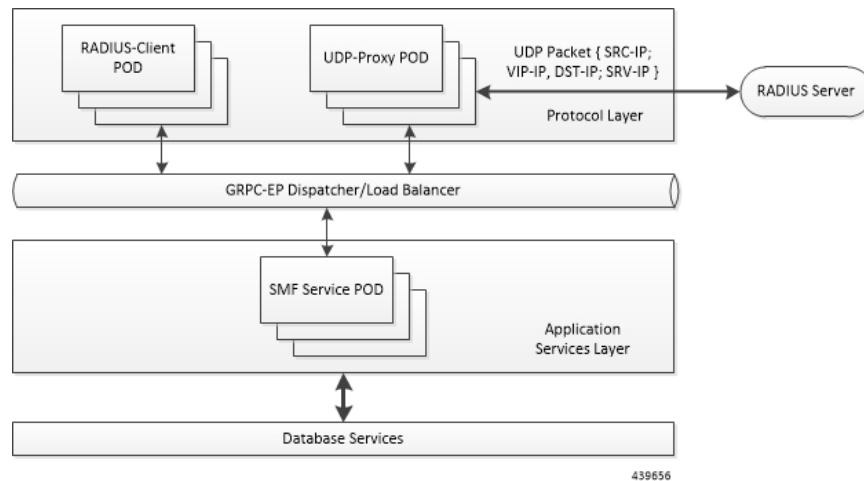 RADIUS-Client
POD
UDP-Proxy POD
UDP Packet { SRC-IP;
VIP-IP, DST-IP; SRV-IP }
Protocol Layer
RADIUS Server
GRPC-EP Dispatcher/Load Balancer
SMF Service POD
Application
Services Layer
Database Services
439656